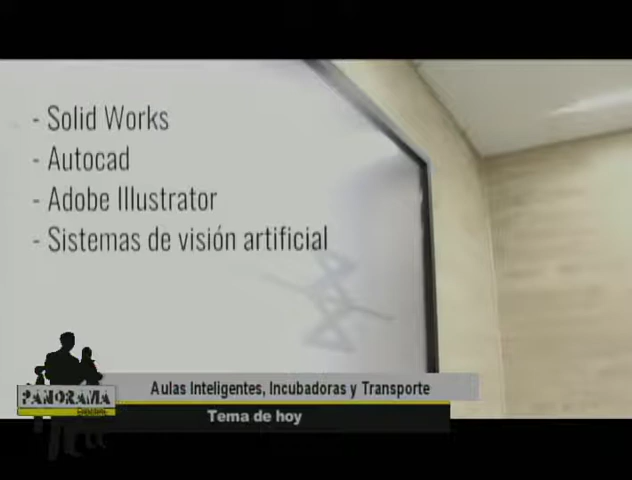 - Solid Works
- Autocad
- Adobe Illustrator
- Sistemas de visión artificial
Aulas Inteligentes, Incubadoras y Transporte
PANORAMA
Tema de hoy